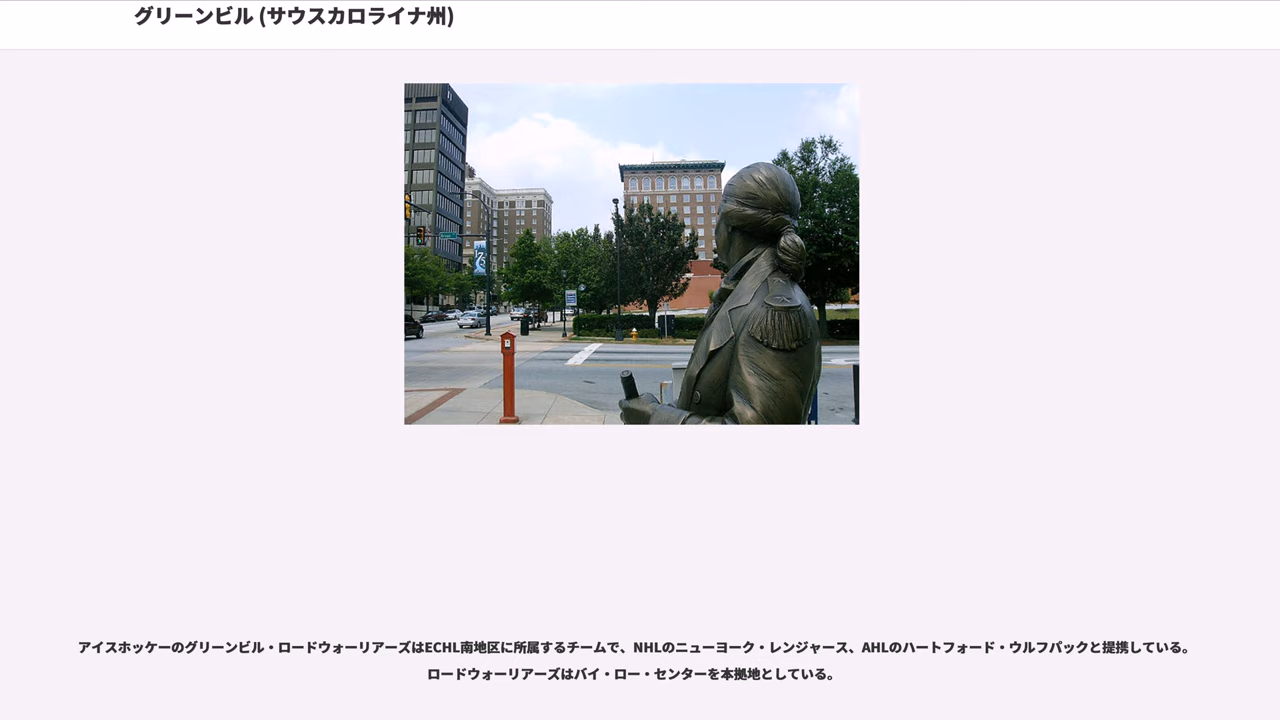 グリーンビル (サウスカロライナ州)
アイスホッケーのグリーンビル・ロードウォーリアーズはECHL南地区に所属するチームで、NHLのニューヨーク・レンジャース、AHLのハートフォード・ウルフパックと提携している。
ロードウォーリアーズはバイ・ロー・センターを本拠地としている。